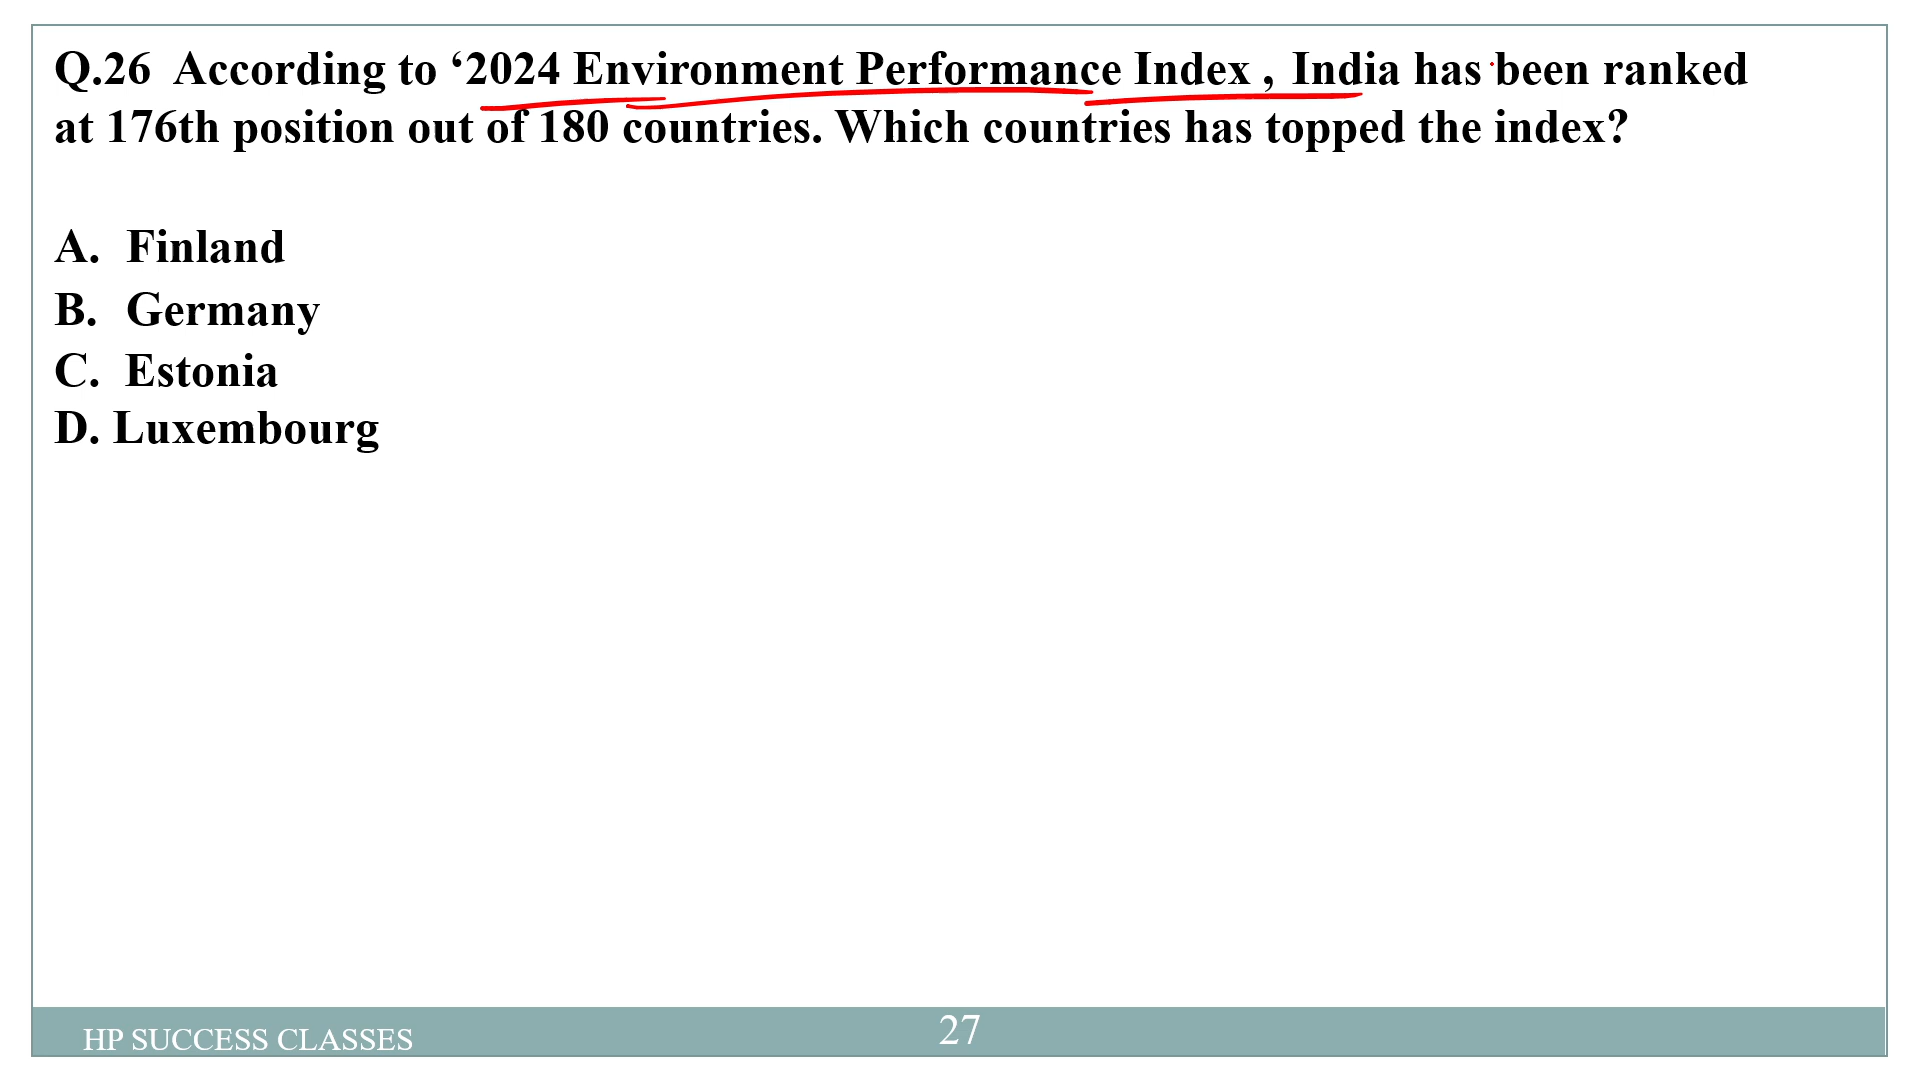 Q.26 According to ‘2024 Environment Performance Index , India has been ranked
at 176th position out of 180 countries. Which countries has topped the index?
A. Finland
B. Germany
C. Estonia
D. Luxembourg
HP SUCCESS CLASSES
27